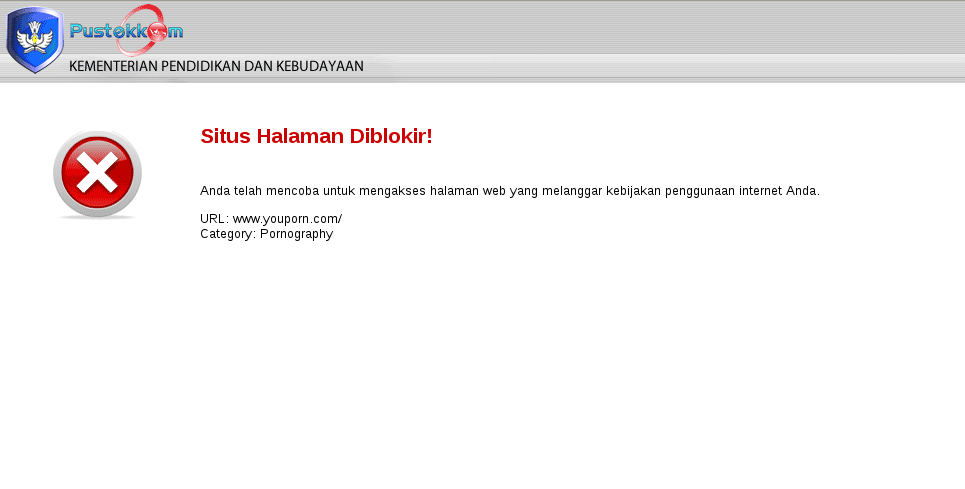 Pustekkom
KEMENTERIAN PENDIDIKAN DAN KEBUDAYAAN
Situs Halaman Diblokir!
Anda telah mencoba untuk mengakses halaman web yang melanggar kebijakan penggunaan internet Anda.
URL: www.youporn.com/
Category: Pornography